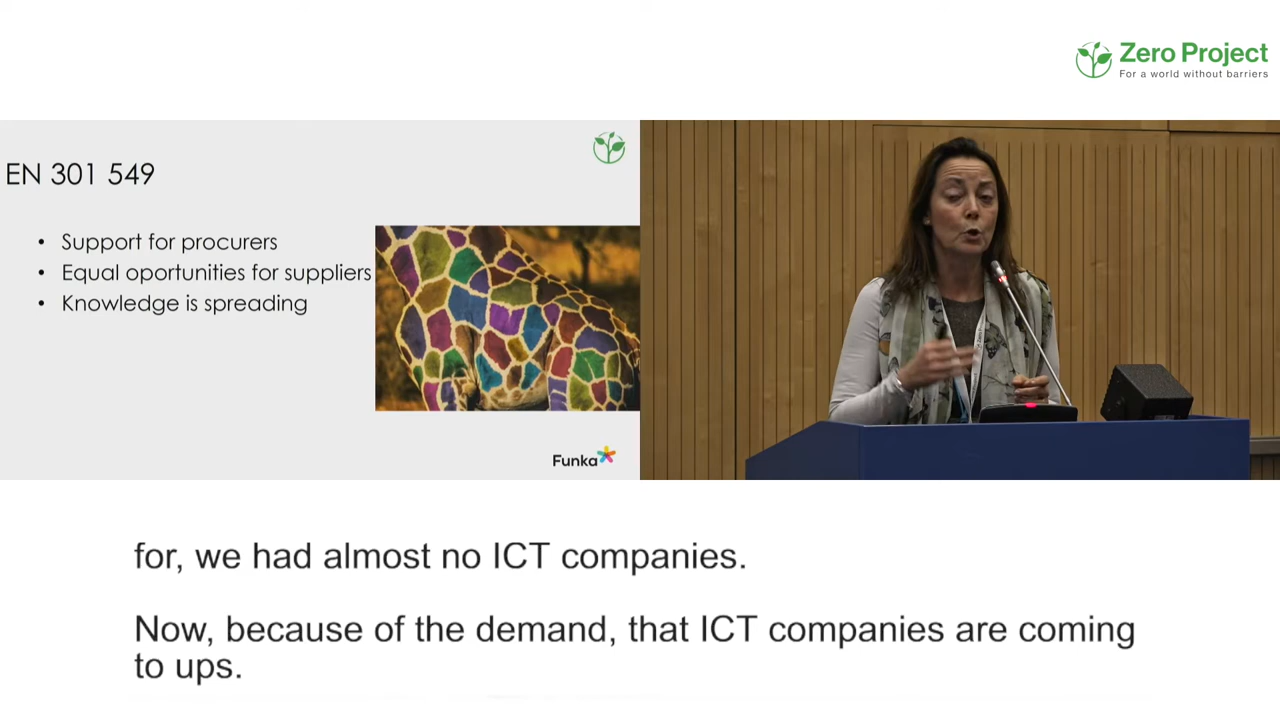 Zero Project
For a world without barriers
EN 301 549
• Support for procurers
• Equal oportunities for suppliers
• Knowledge is spreading
Funka
for, we had almost no ICT companies.
Now, because of the demand, that ICT companies are coming
to ups.